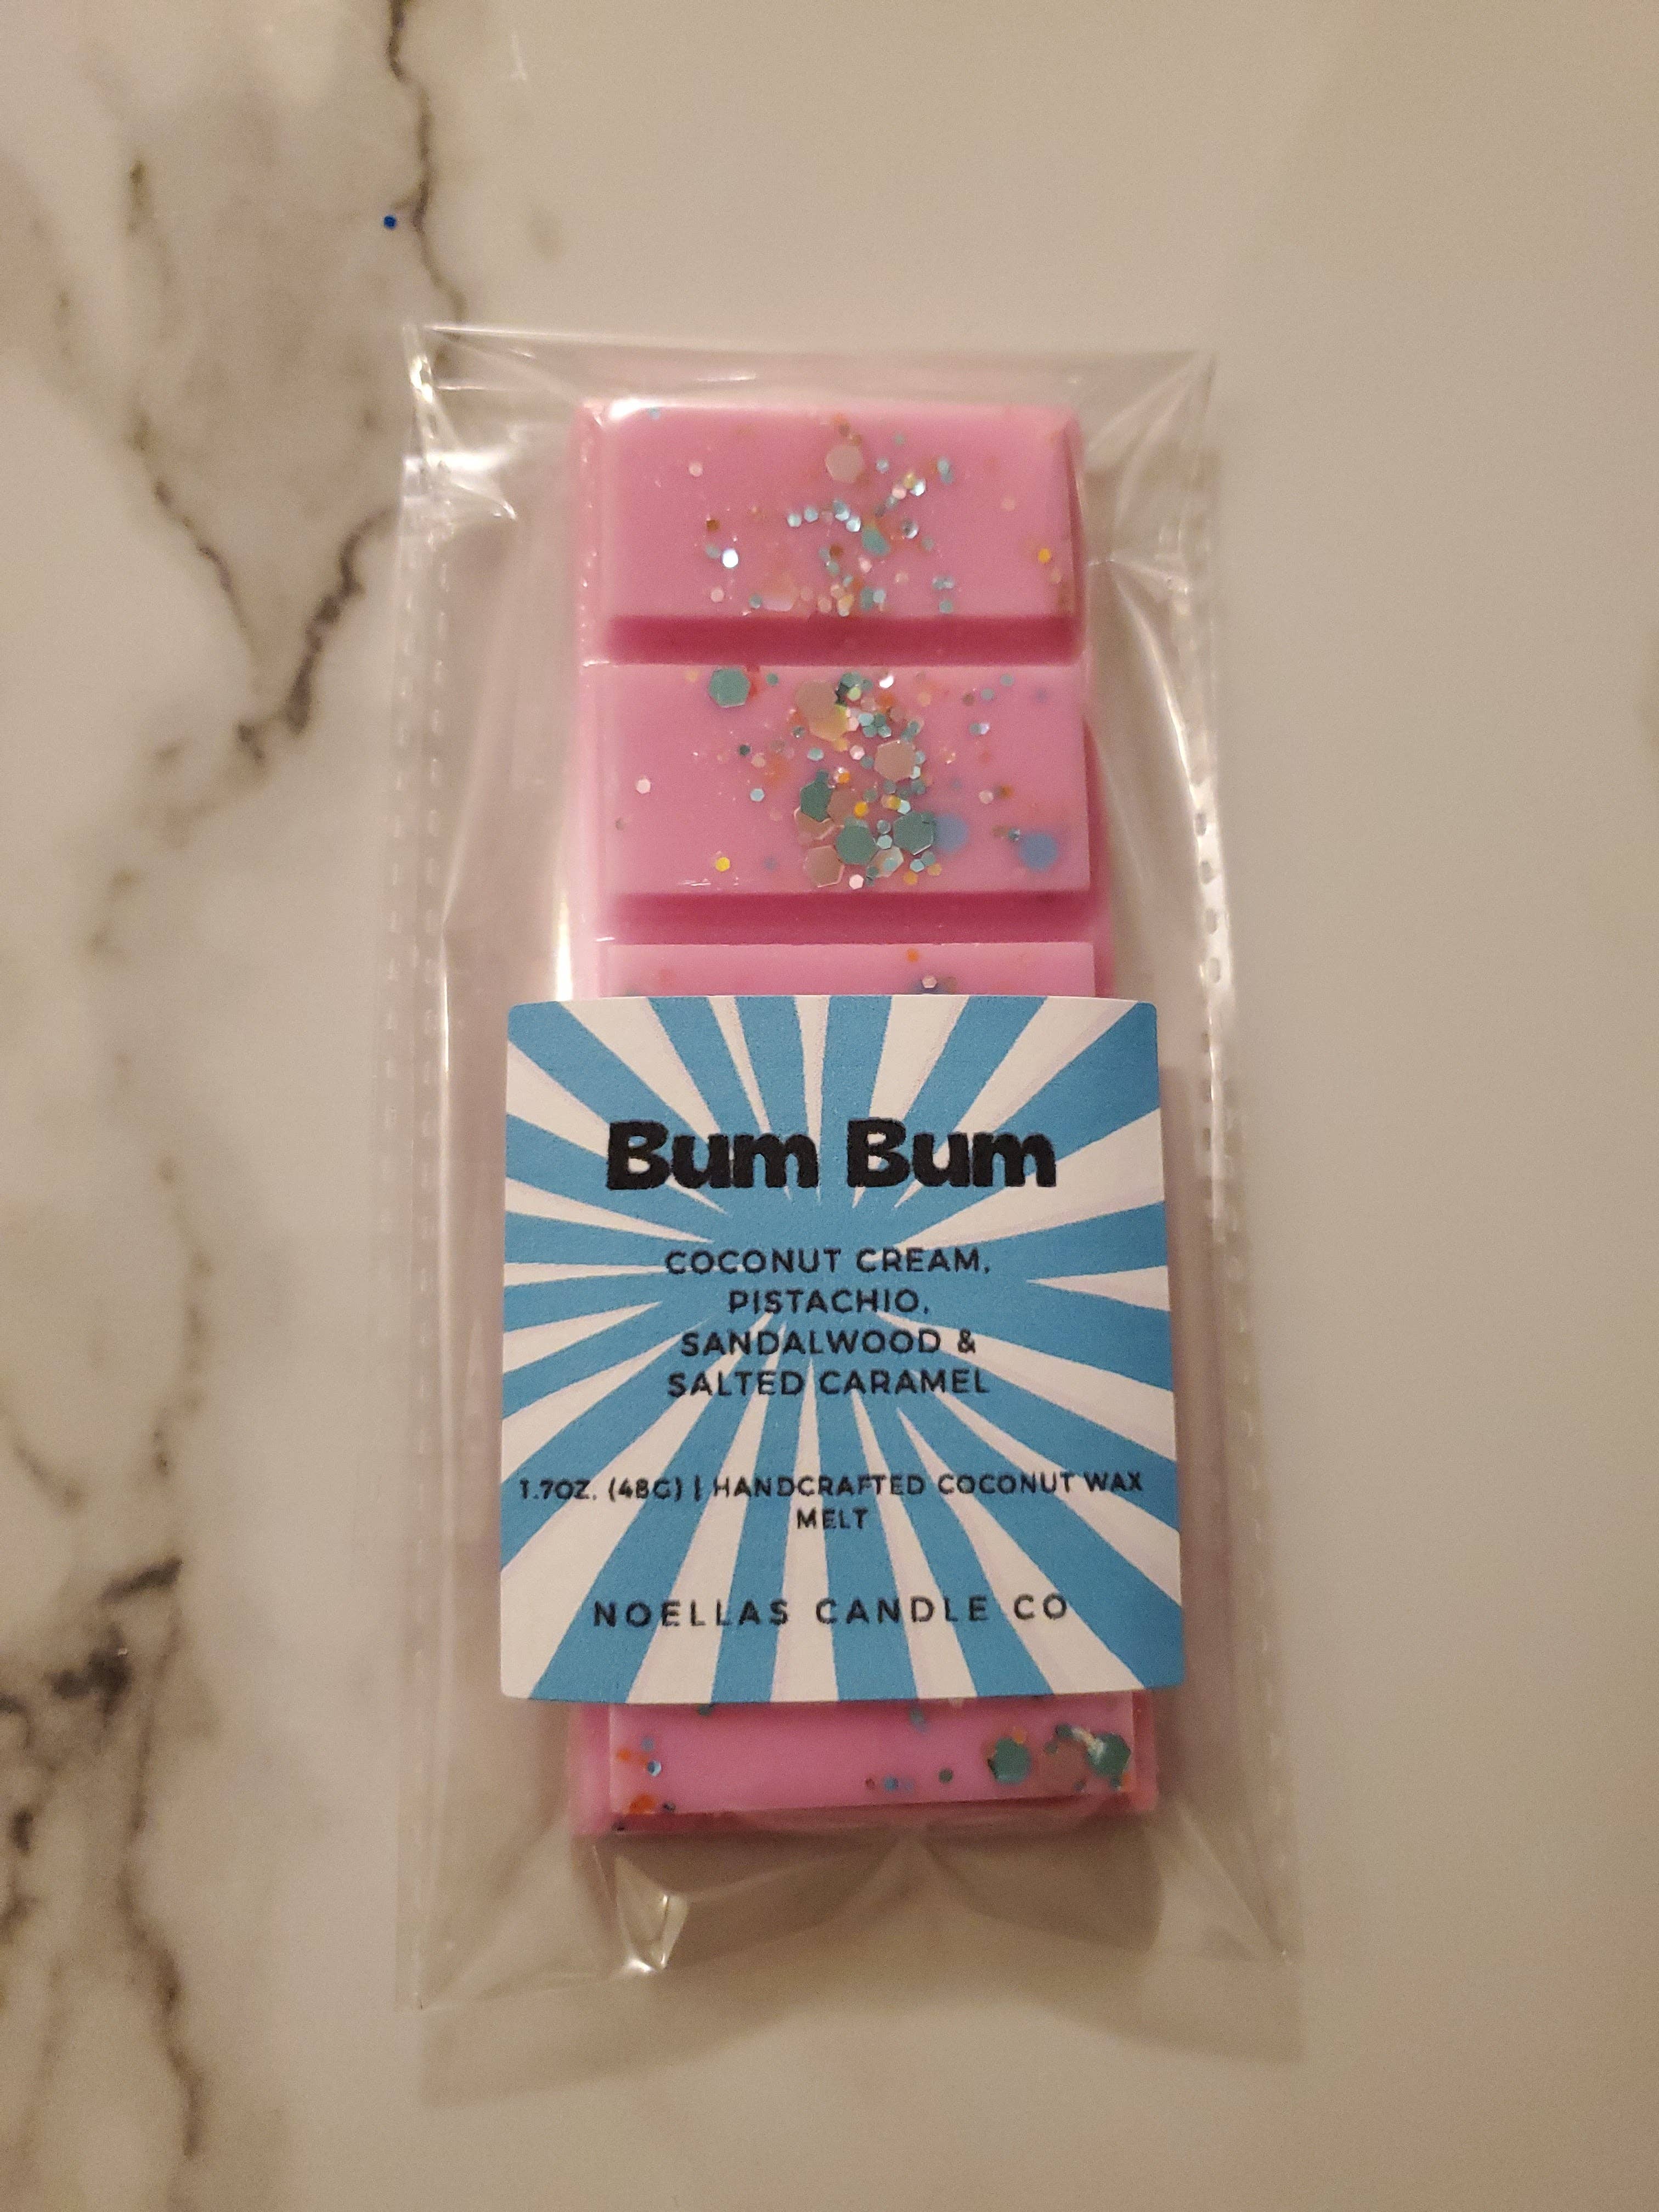 Bum Bum
COCONUT CREAM,
PISTACHIO,
SANDALWOOD &
SALTED CARAMEL
1.7OZ. (48G) | HANDCRAFTED COCONUT WAX
MELT
NOELLAS CANDLE CO